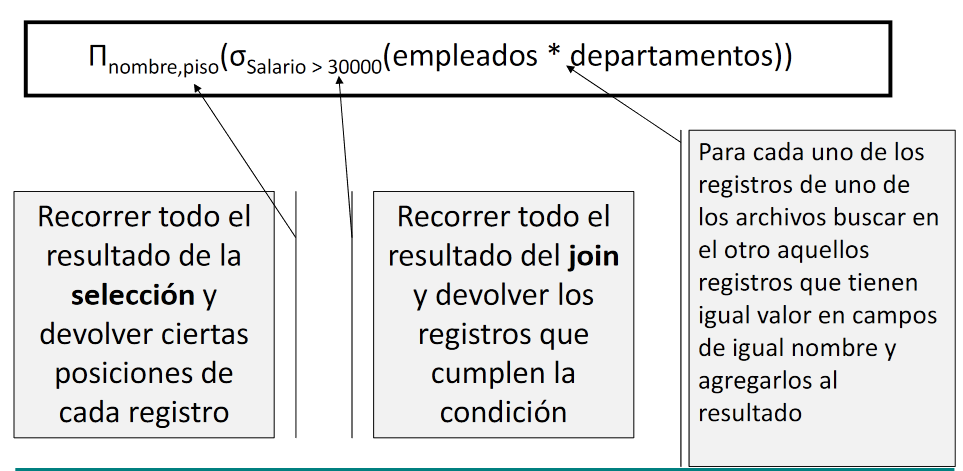 Π nombre,piso(σ Salario > 30000(empleados * departamentos))
Recorrer todo el
resultado de la
selección y
devolver ciertas
posiciones de
cada registro
Recorrer todo el
resultado del join
y devolver los
registros que
cumplen la
condición
Para cada uno de los
registros de uno de
los archivos buscar en
el otro aquellos
registros que tienen
igual valor en campos
de igual nombre y
agregarlos al
resultado